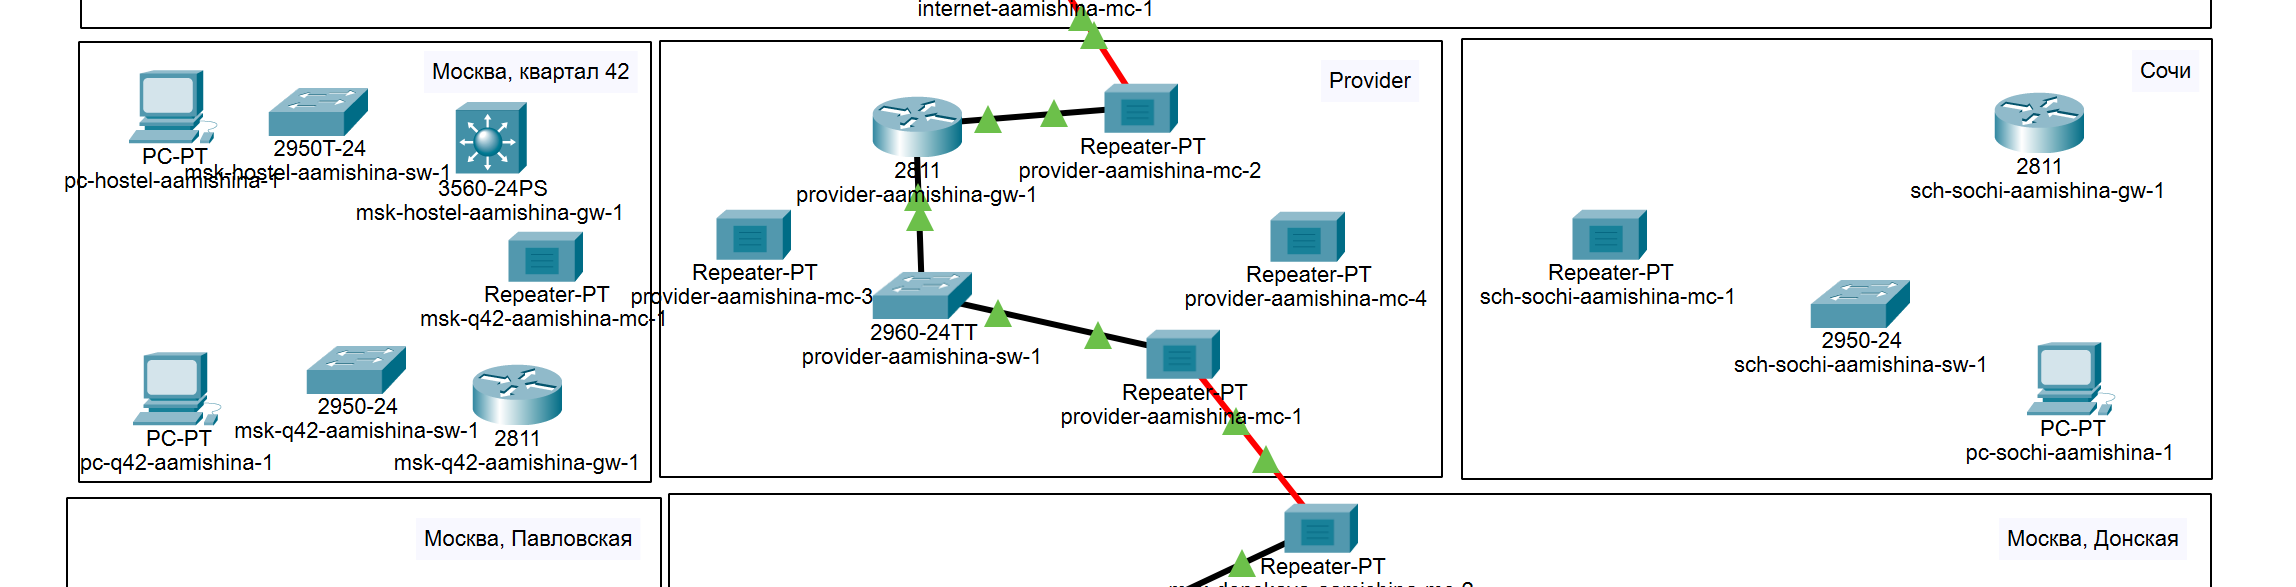 internet-aamishina-mc-1
Москва, квартал 42
PC-PT
pc-hostel-aamishina-1
2950T-24
msk-hostel-aamishina-sw-1
3560-24PS
msk-hostel-aamishina-gw-1
Repeater-PT
msk-q42-aamishina-mc-1
PC-PT
pc-q42-aamishina-1
2950-24
msk-q42-aamishina-sw-1
2811
msk-q42-aamishina-gw-1
Provider
2811
provider-aamishina-gw-1
Repeater-PT
provider-aamishina-mc-2
Repeater-PT
provider-aamishina-mc-3
Repeater-PT
provider-aamishina-mc-4
2960-24TT
provider-aamishina-sw-1
Repeater-PT
provider-aamishina-mc-1
Сочи
2811
sch-sochi-aamishina-gw-1
Repeater-PT
sch-sochi-aamishina-mc-1
2950-24
sch-sochi-aamishina-sw-1
PC-PT
pc-sochi-aamishina-1
Москва, Павловская
Москва, Донская
Repeater-PT